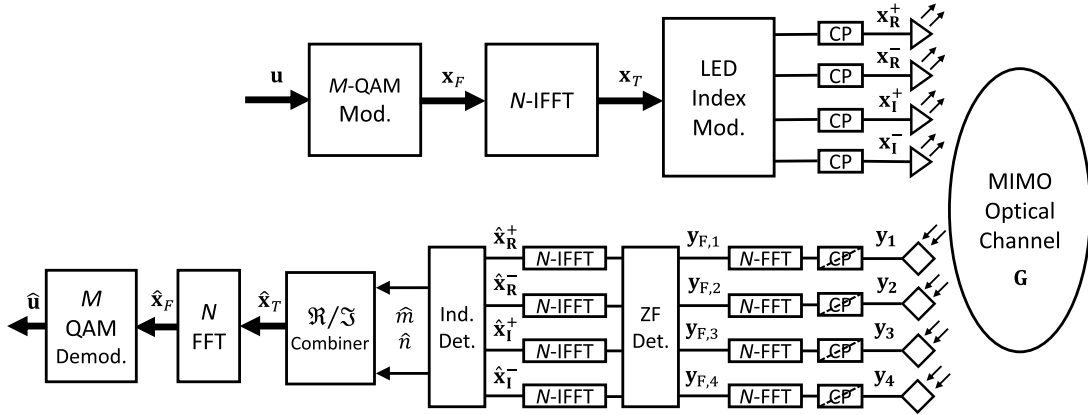 u
M-QAM
Mod.
x_F
N-IFFT
x_T
LED
Index
Mod.
CP
x_R^+
CP
x_R^-
CP
x_I^+
CP
x_I^-
MIMO
Optical
Channel
G
û
M
QAM
Demod.
x̂_F
N
FFT
x̂_T
ℜ/ℑ
Combiner
m̂
n̂
Ind.
Det.
x̂_R^+
N-IFFT
x̂_R^-
N-IFFT
x̂_I^+
N-IFFT
x̂_I^-
N-IFFT
ZF
Det.
y_F,1
N-FFT
CP
y_1
y_F,2
N-FFT
CP
y_2
y_F,3
N-FFT
CP
y_3
y_F,4
N-FFT
CP
y_4